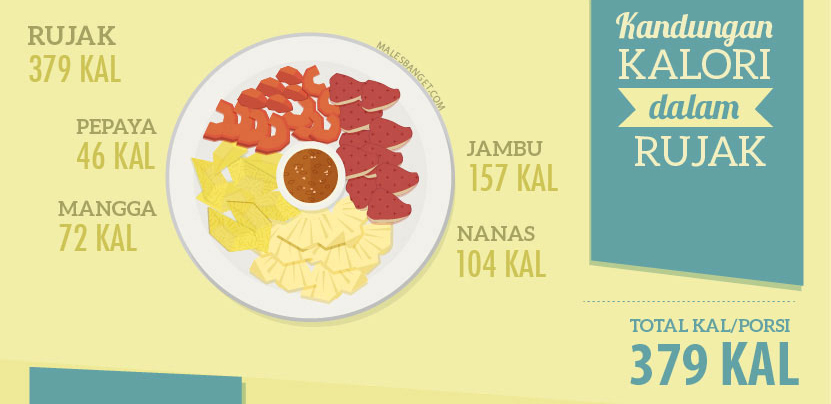 RUJAK
379 KAL
PEPAYA
46 KAL
MANGGA
72 KAL
MALESBANGET.COM
JAMBU
157 KAL
NANAS
104 KAL
Kandungan
KALORI
dalam
RUJAK
TOTAL KAL/PORSI
379 KAL